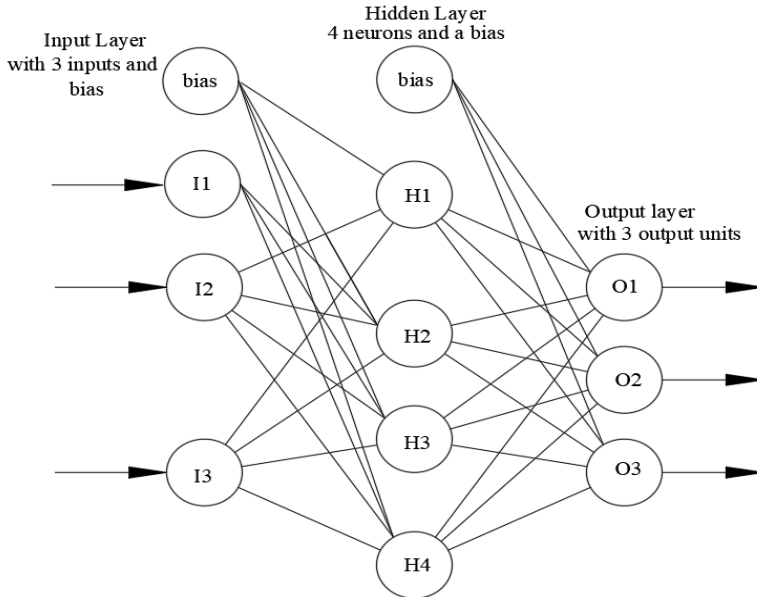 Input Layer
with 3 inputs and
bias
Hidden Layer
4 neurons and a bias
bias
bias
I1
H1
Output layer
with 3 output units
I2
O1
H2
O2
H3
I3
O3
H4